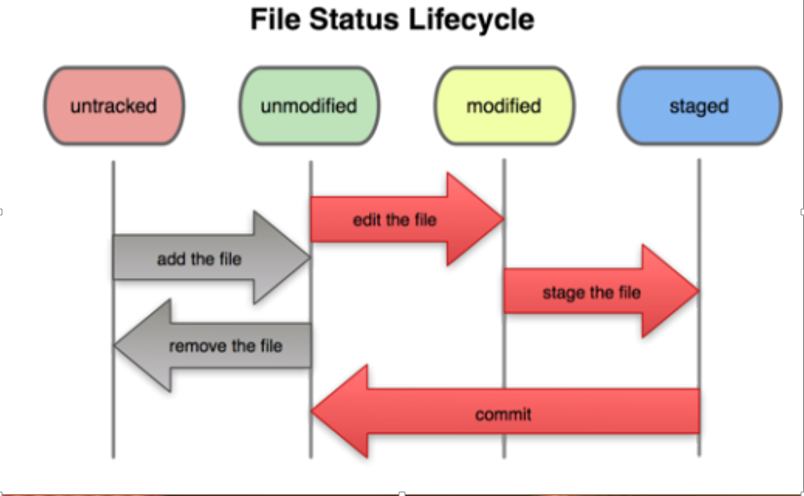 File Status Lifecycle
untracked
unmodified
modified
staged
edit the file
add the file
stage the file
remove the file
commit